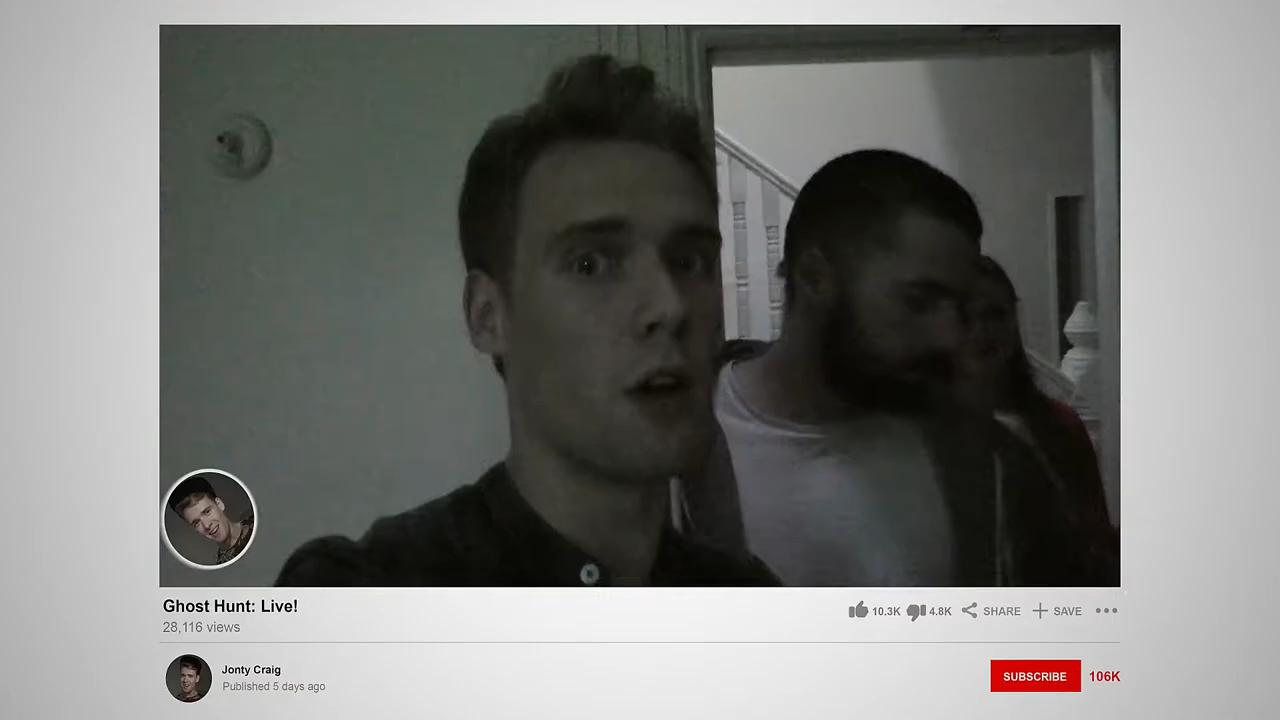 Ghost Hunt: Live!
28,116 views
10.3K 4.8K SHARE SAVE
Jonty Craig
Published 5 days ago
SUBSCRIBE 106K